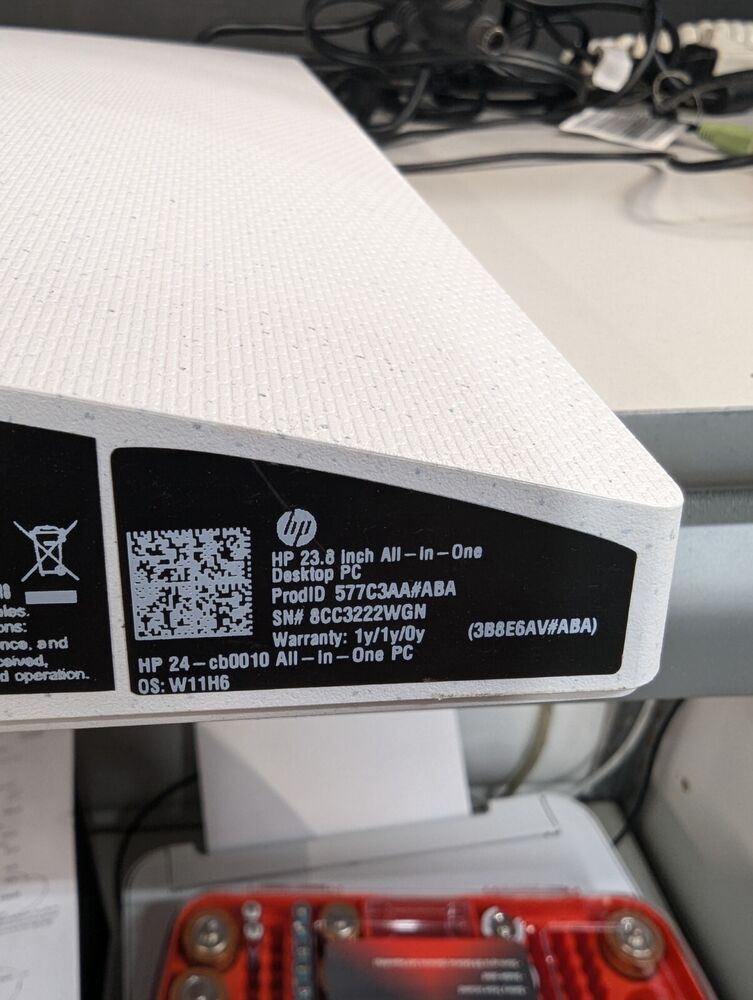 hp
HP 23.8 Inch All-in-One
Desktop PC
ProdID 577C3AA#ABA
SN# 8CC3222WGN
Warranty: 1y/1y/0y
(3B8E6AV#ABA)
HP 24-cb0010 All-in-One PC
OS: W11H6
ons:
nce, and
ceived,
d operation.